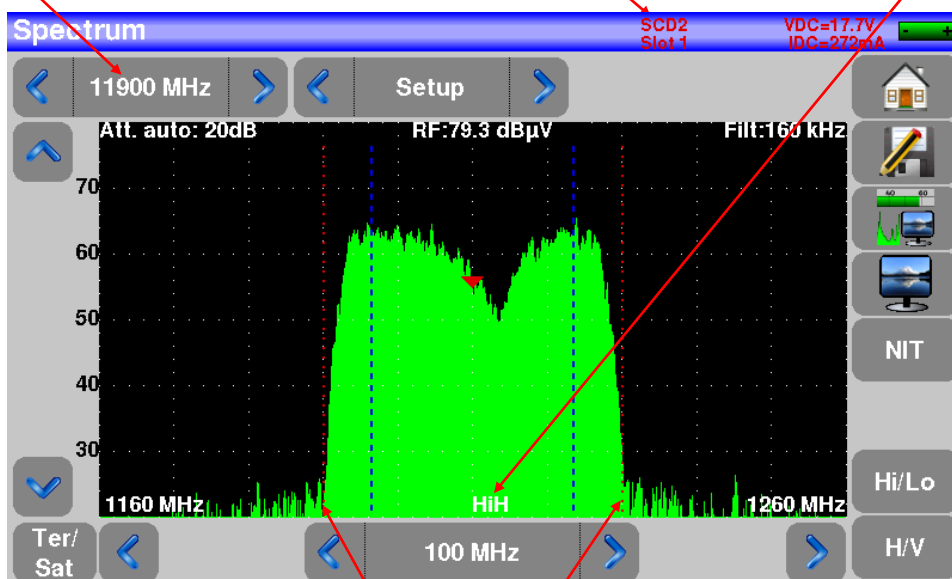 Spectrum
SCD2
Slot 1
VDC=17.7V
IDC=272mA
11900 MHz
Setup
Att. auto: 20dB
RF:79.3 dBµV
Filt:160 kHz
70
60
50
40
30
1160 MHz
HiH
1260 MHz
40 60
NIT
Hi/Lo
H/V
Ter/
Sat
100 MHz